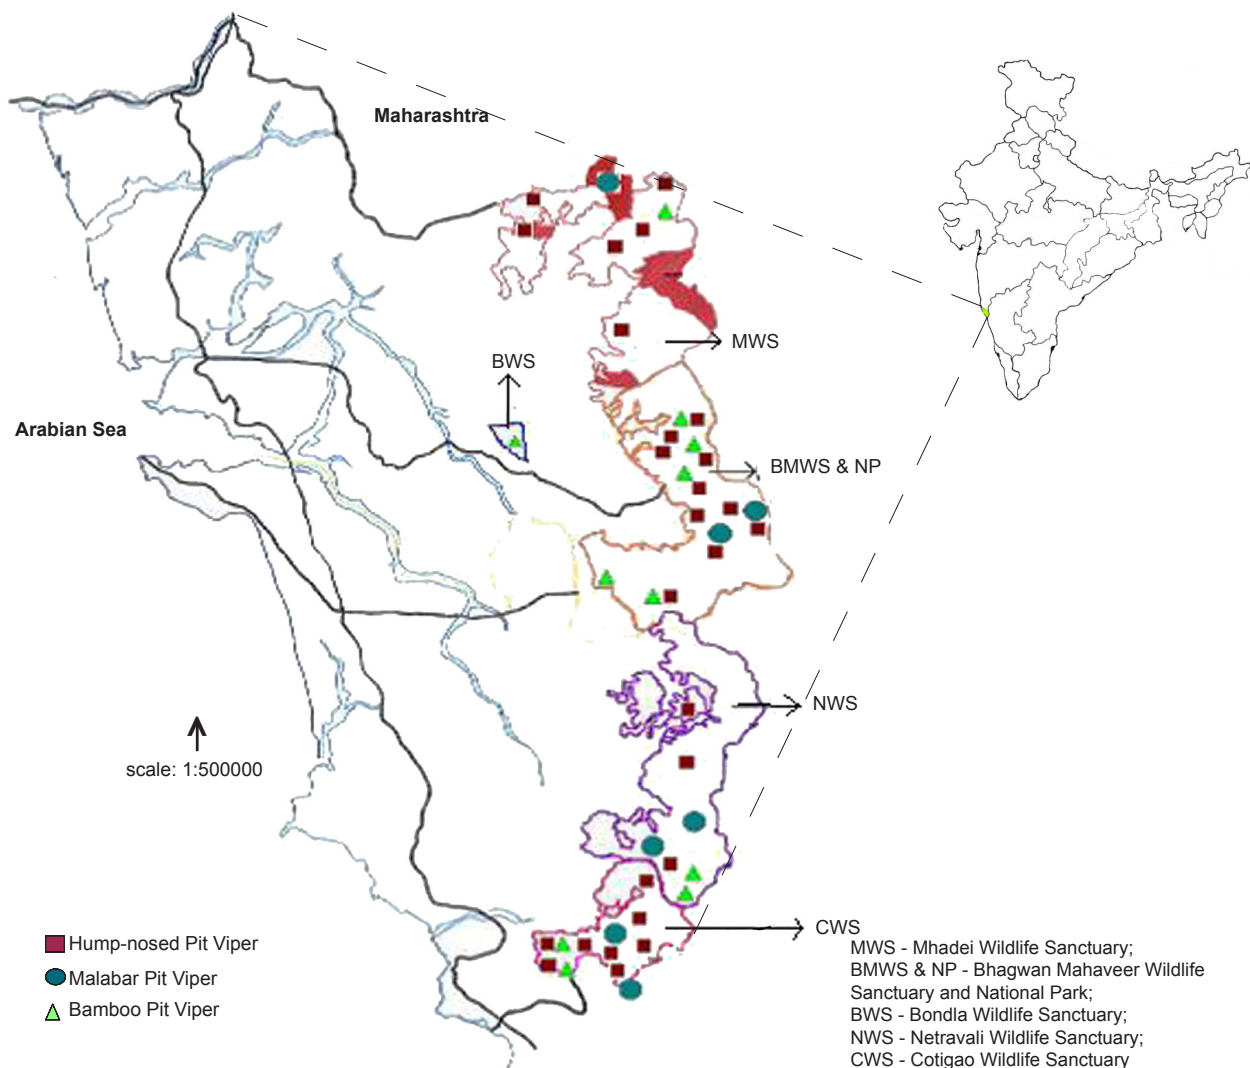 Maharashtra
MWS
BWS
Arabian Sea
BMWS & NP
NWS
scale: 1:500000
CWS
Hump-nosed Pit Viper
Malabar Pit Viper
Bamboo Pit Viper
MWS - Mhadei Wildlife Sanctuary;
BMWS & NP - Bhagwan Mahaveer Wildlife
Sanctuary and National Park;
BWS - Bondla Wildlife Sanctuary;
NWS - Netravali Wildlife Sanctuary;
CWS - Cotigao Wildlife Sanctuary